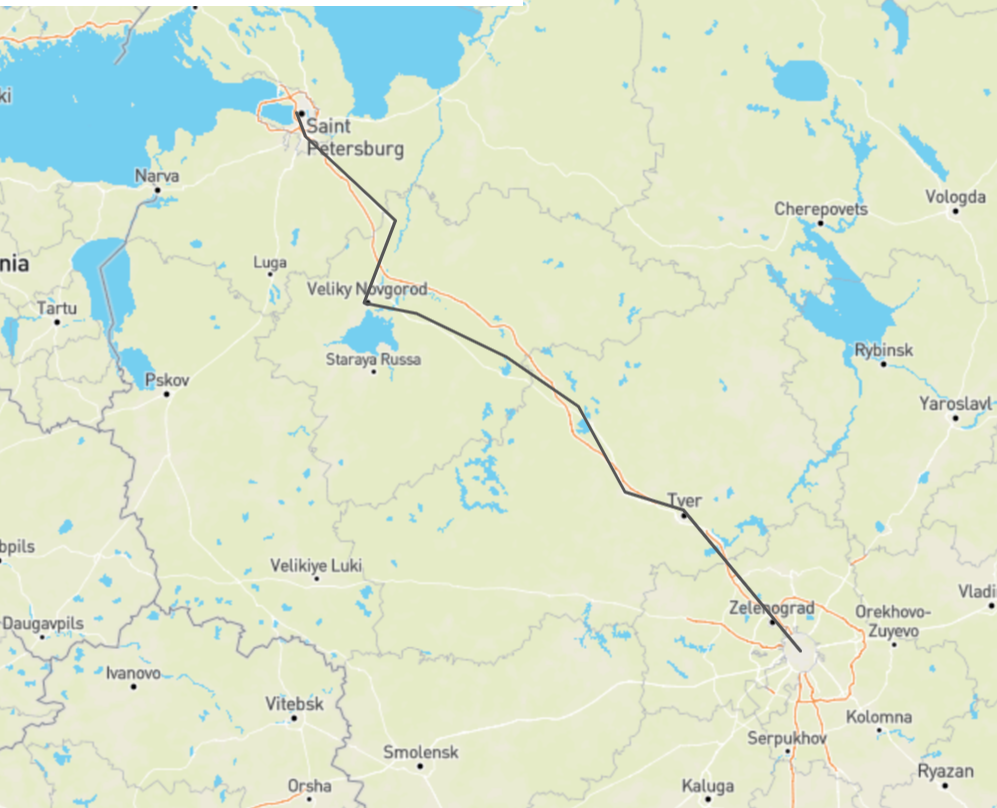 ki
Saint
Petersburg
Narva
Vologda
Cherepovets
nia
Luga
Veliky Novgorod
Tartu
Staraya Russa
Rybinsk
Pskov
Yaroslavl
Tver
bpils
Velikiye Luki
Vladi
Zelenograd
Orekhovo-
Zuyevo
Daugavpils
Ivanovo
Vitebsk
Kolomna
Serpukhov
Smolensk
Ryazan
Orsha
Kaluga